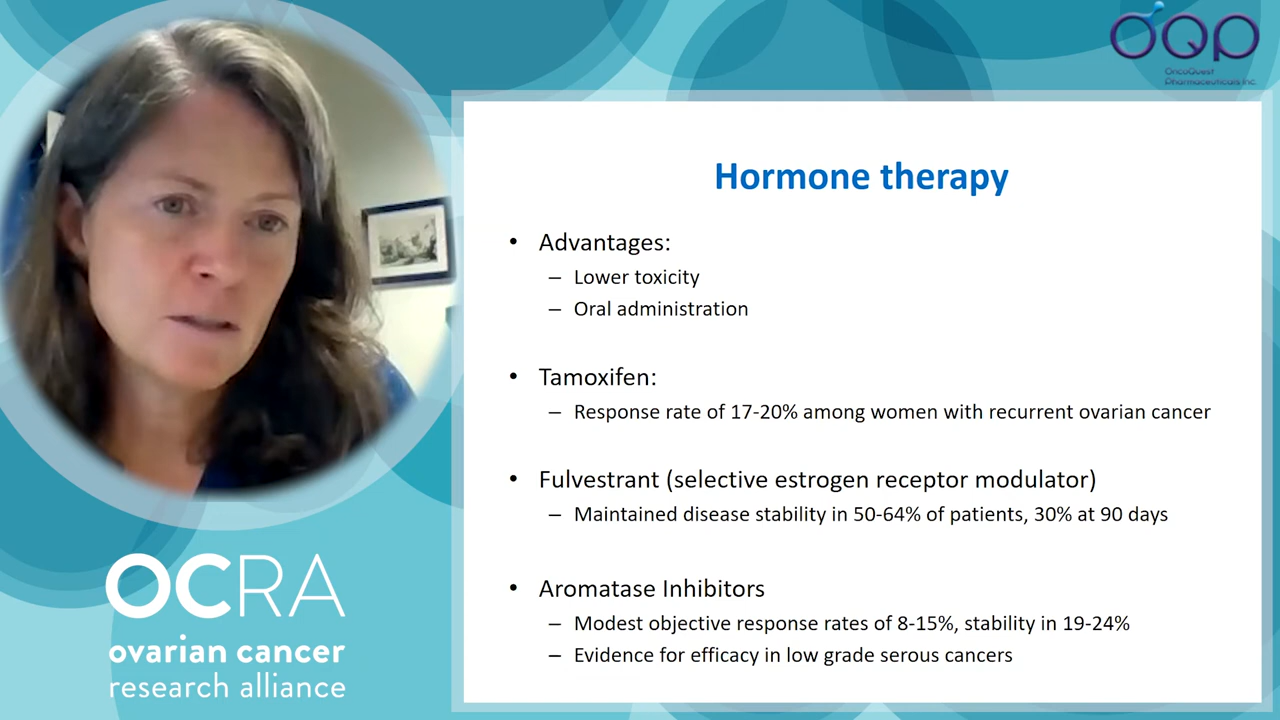 OQP
OncoQuest
Pharmaceuticals Inc.
Hormone therapy
• Advantages:
– Lower toxicity
– Oral administration
• Tamoxifen:
– Response rate of 17-20% among women with recurrent ovarian cancer
• Fulvestrant (selective estrogen receptor modulator)
– Maintained disease stability in 50-64% of patients, 30% at 90 days
• Aromatase Inhibitors
– Modest objective response rates of 8-15%, stability in 19-24%
– Evidence for efficacy in low grade serous cancers
OCRA
ovarian cancer
research alliance